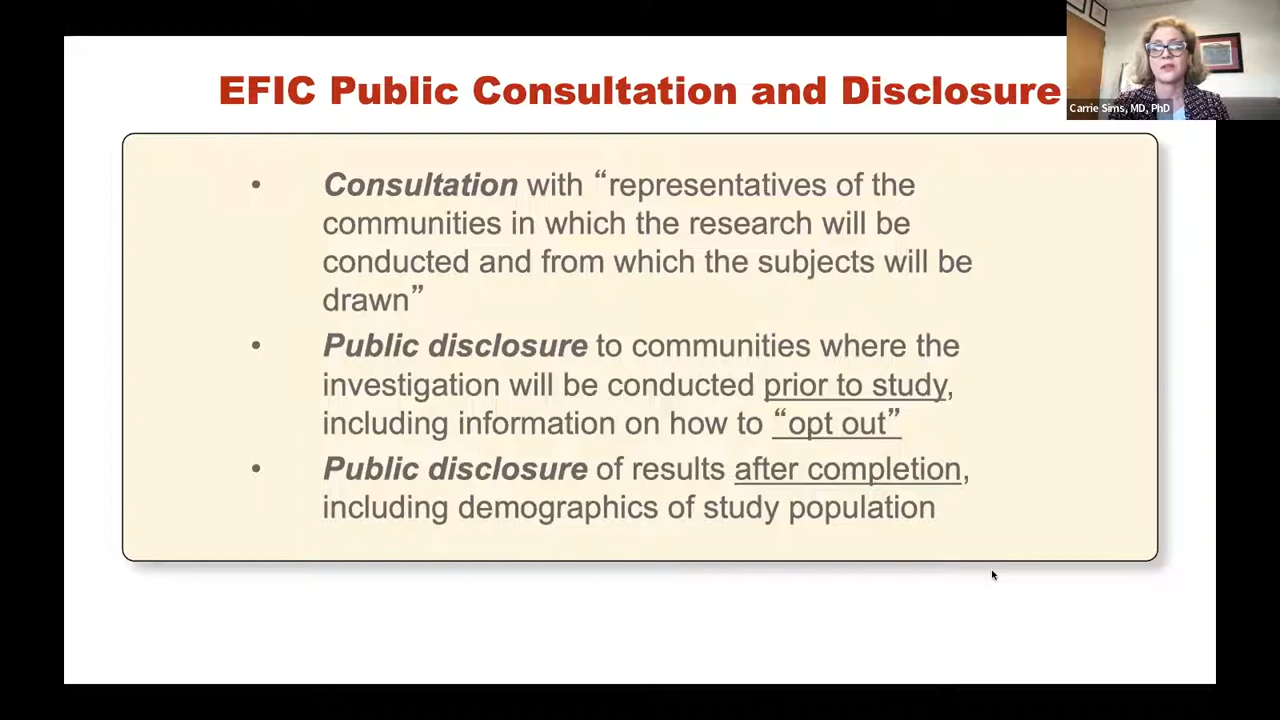 EFIC Public Consultation and Disclosure
Carrie Sims, MD, PhD
• Consultation with “representatives of the
communities in which the research will be
conducted and from which the subjects will be
drawn”
• Public disclosure to communities where the
investigation will be conducted prior to study,
including information on how to “opt out”
• Public disclosure of results after completion,
including demographics of study population